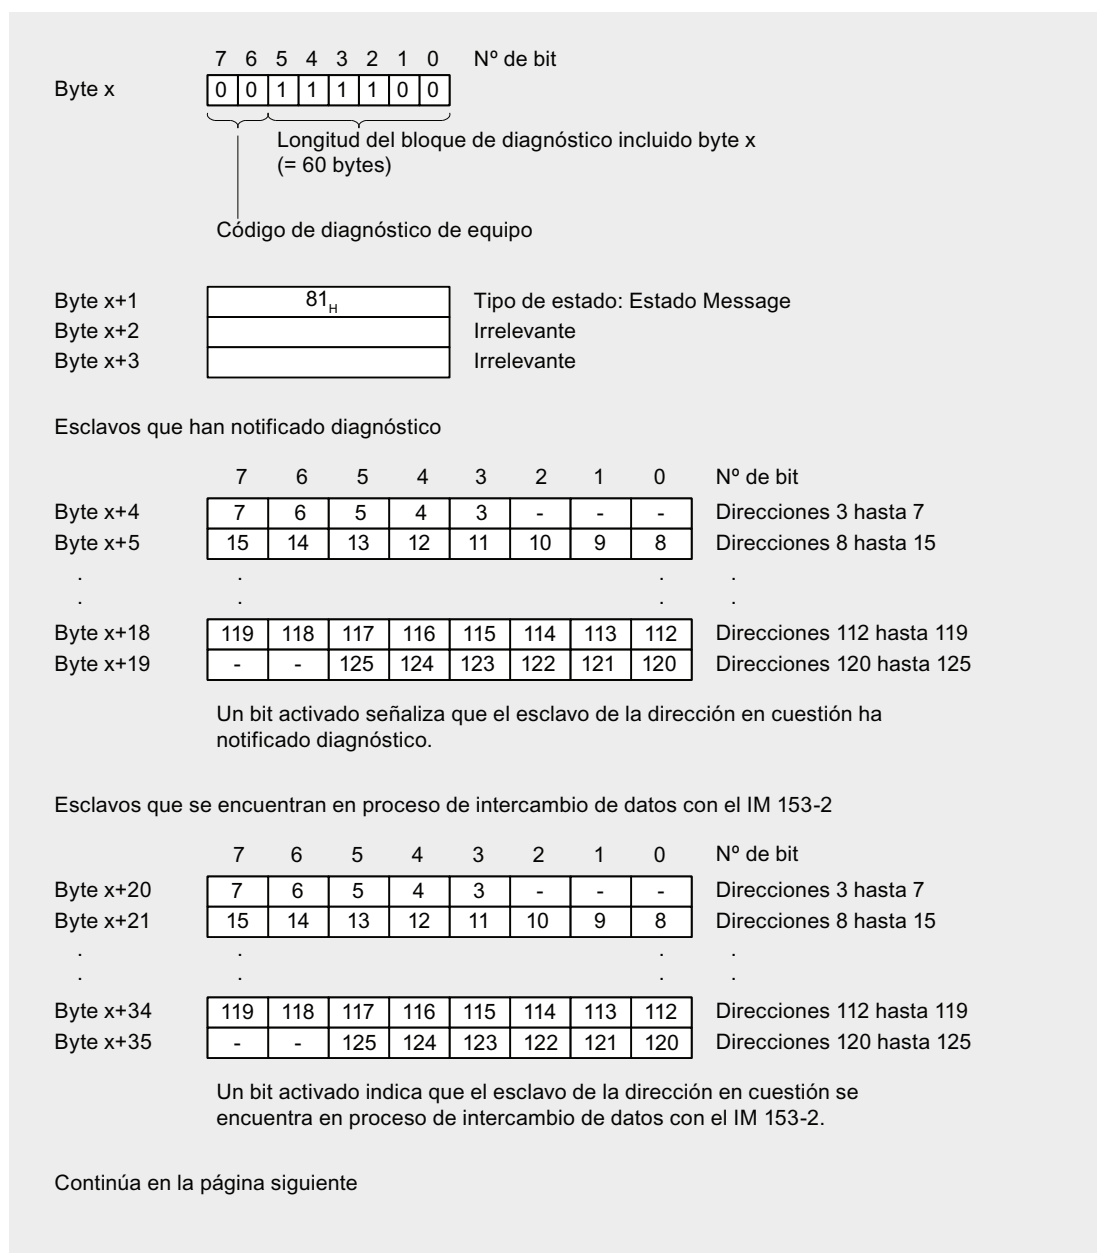 7 6 5 4 3 2 1 0 Nº de bit
Byte x 0 0 1 1 1 1 0 0
Longitud del bloque de diagnóstico incluido byte x
(= 60 bytes)
Código de diagnóstico de equipo
Byte x+1 81H Tipo de estado: Estado Message
Byte x+2 Irrelevante
Byte x+3 Irrelevante
Esclavos que han notificado diagnóstico
7 6 5 4 3 2 1 0 Nº de bit
Byte x+4 7 6 5 4 3 - - - Direcciones 3 hasta 7
Byte x+5 15 14 13 12 11 10 9 8 Direcciones 8 hasta 15
. . . .
. . . .
Byte x+18 119 118 117 116 115 114 113 112 Direcciones 112 hasta 119
Byte x+19 - - 125 124 123 122 121 120 Direcciones 120 hasta 125
Un bit activado señaliza que el esclavo de la dirección en cuestión ha
notificado diagnóstico.
Esclavos que se encuentran en proceso de intercambio de datos con el IM 153-2
7 6 5 4 3 2 1 0 Nº de bit
Byte x+20 7 6 5 4 3 - - - Direcciones 3 hasta 7
Byte x+21 15 14 13 12 11 10 9 8 Direcciones 8 hasta 15
. . . .
. . . .
Byte x+34 119 118 117 116 115 114 113 112 Direcciones 112 hasta 119
Byte x+35 - - 125 124 123 122 121 120 Direcciones 120 hasta 125
Un bit activado indica que el esclavo de la dirección en cuestión se
encuentra en proceso de intercambio de datos con el IM 153-2.
Continúa en la página siguiente